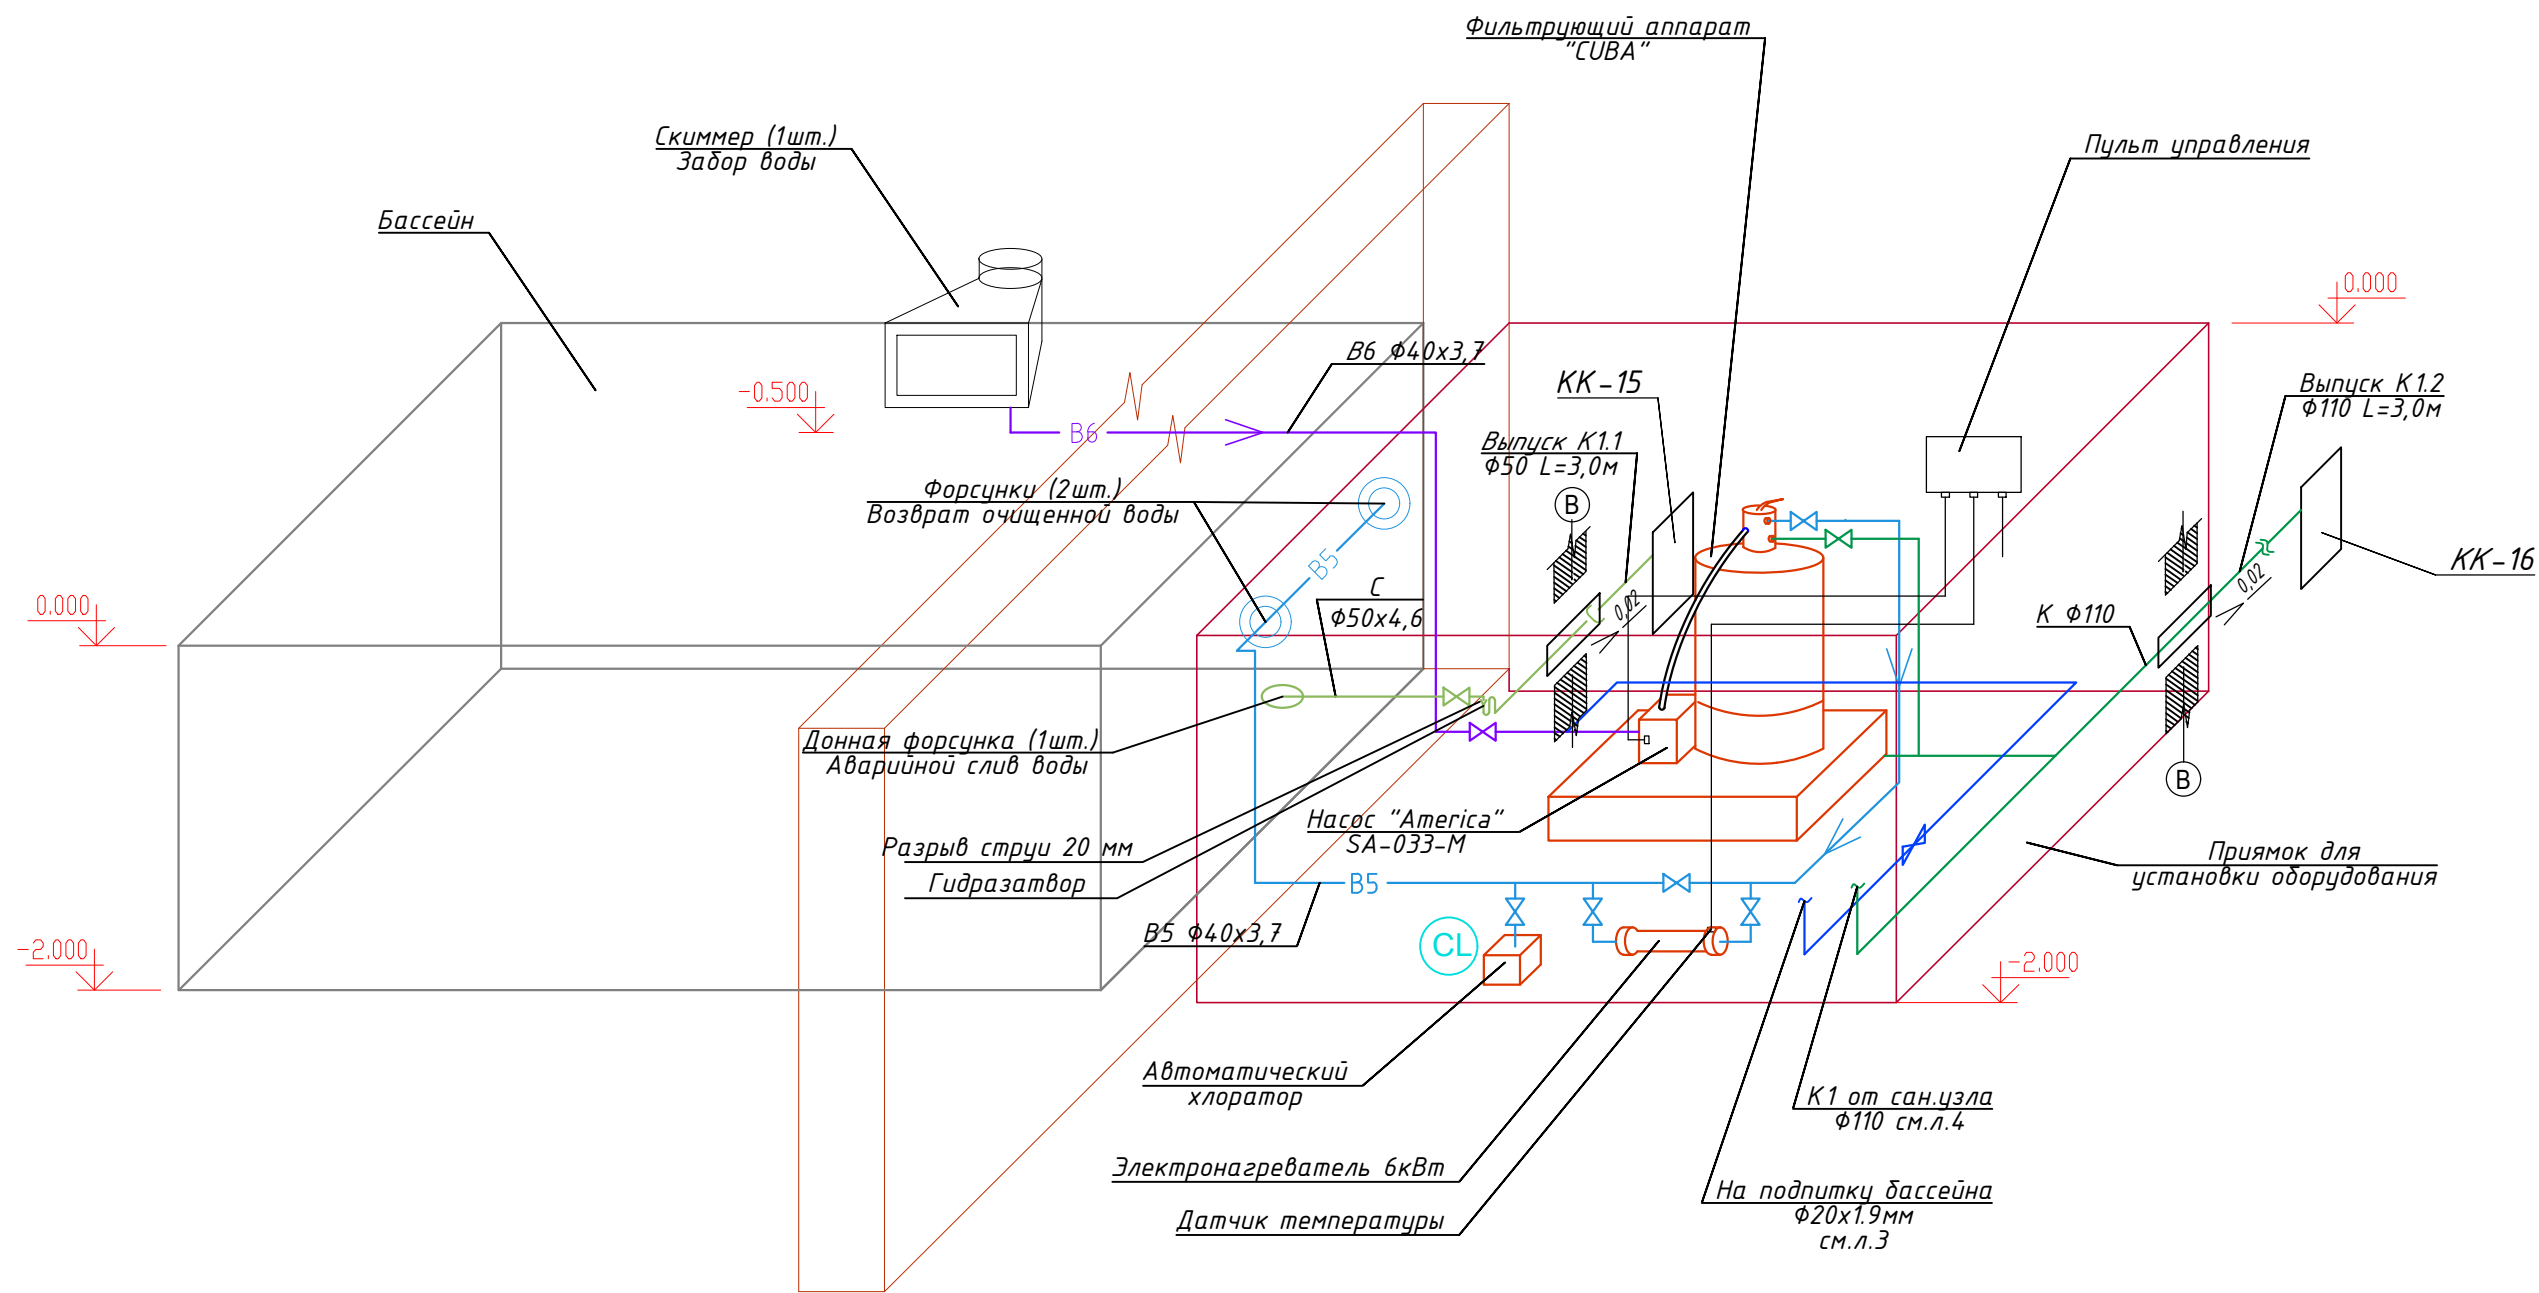 Фильтрующий аппарат
"CUBA"
Скиммер (1шт.)
Забор воды
Пульт управления
Бассейн
0.000
В6 Ф40х3,7
КК-15
-0.500
Выпуск К1.2
Ф110 L=3,0м
В6
Выпуск К1.1
Ф50 L=3,0м
Форсунки (2шт.)
Возврат очищенной воды
В
В5
КК-16
0,02
С
Ф50х4,6
0,02
0.000
К Ф110
Донная форсунка (1шт.)
Аварийной слив воды
В
Насос "America"
SA-033-М
Разрыв струи 20 мм
Гидразатвор
В5
Приямок для
установки оборудования
В5 Ф40х3,7
CL
-2.000
-2.000
Автоматический
хлоратор
К1 от сан.узла
Ф110 см.л.4
Электронагреватель 6кВт
На подпитку бассейна
Ф20х1.9мм
см.л.3
Датчик температуры